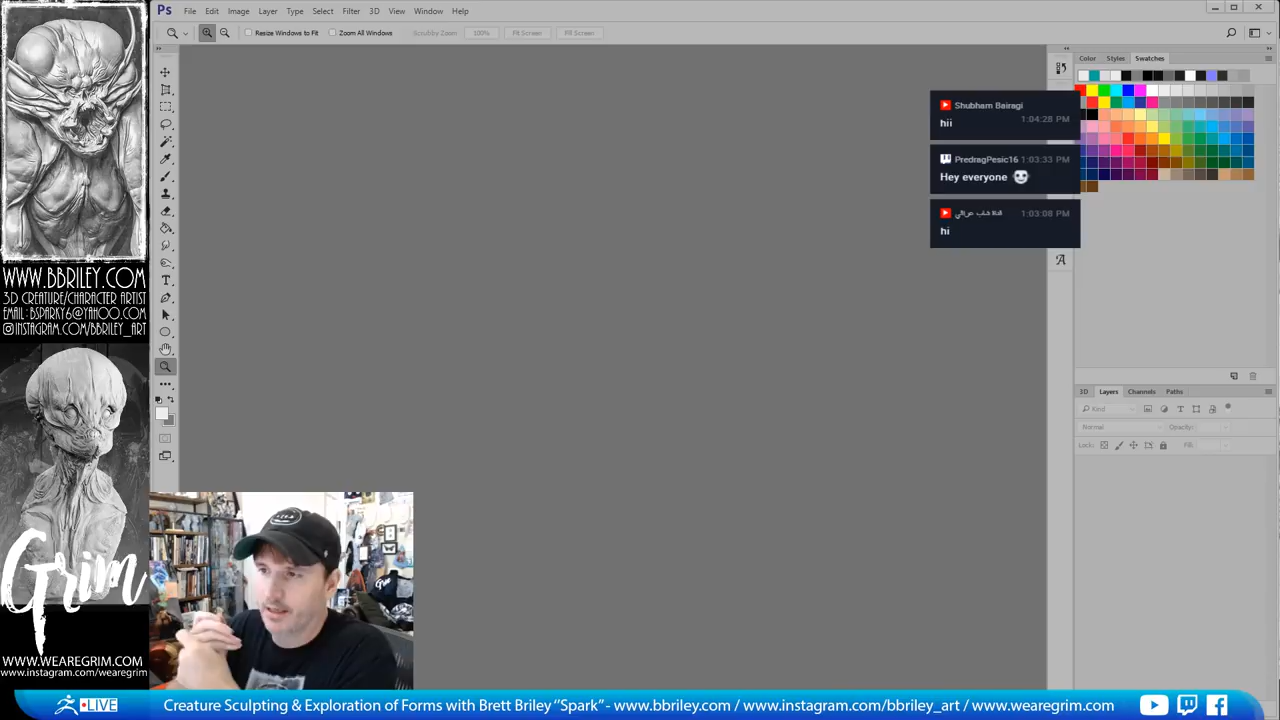 Ps File Edit Image Layer Type Select Filter 3D View Window Help
Resize Windows to Fit Zoom All Windows Scrubby Zoom 100% Fit Screen Fill Screen
Color Styles Swatches
Shubham Bairagi
1:04:28 PM
hii
PredragPesic16 1:03:33 PM
Hey everyone
1:03:08 PM
hi
WWW.BBRILEY.COM
3D CREATURE/CHARACTER ARTIST
EMAIL: BSPARKY6@YAHOO.COM
INSTAGRAM.COM/BBRILEY_ART
3D Layers Channels Paths
Kind
Normal Opacity:
Lock: Fill:
Grim
WWW.WEAREGRIM.COM
www.instagram.com/wearegrim
LIVE Creature Sculpting & Exploration of Forms with Brett Briley "Spark" - www.bbriley.com / www.instagram.com/bbriley_art / www.wearegrim.com